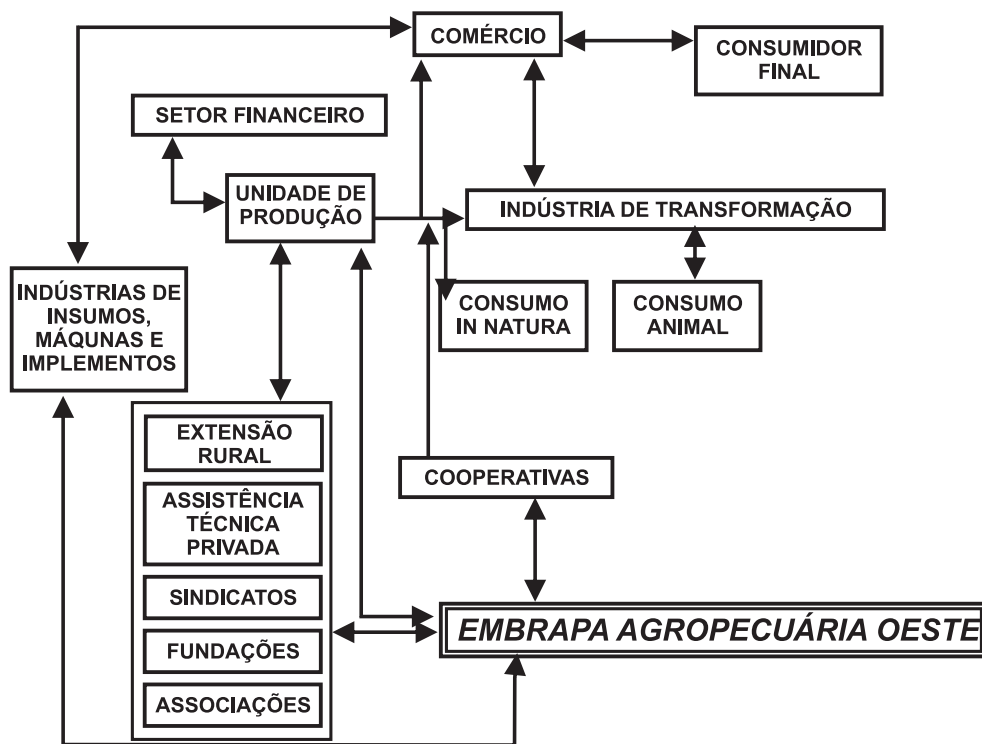 COMÉRCIO
CONSUMIDOR
FINAL
SETOR FINANCEIRO
UNIDADE DE
PRODUÇÃO
INDÚSTRIA DE TRANSFORMAÇÃO
INDÚSTRIAS DE
INSUMOS,
MÁQUNAS E
IMPLEMENTOS
CONSUMO
IN NATURA
CONSUMO
ANIMAL
EXTENSÃO
RURAL
COOPERATIVAS
ASSISTÊNCIA
TÉCNICA
PRIVADA
SINDICATOS
EMBRAPA AGROPECUÁRIA OESTE
FUNDAÇÕES
ASSOCIAÇÕES